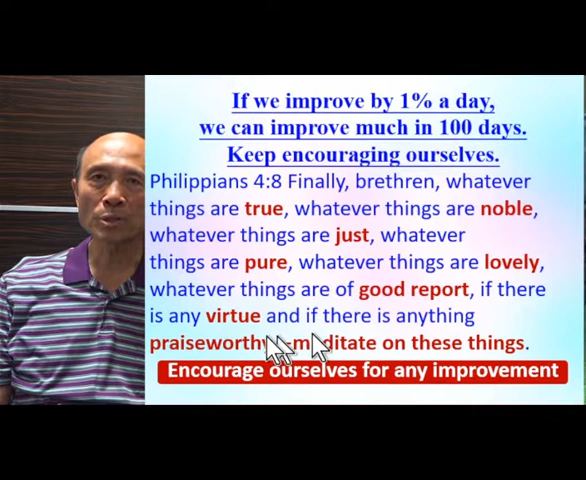 If we improve by 1% a day,
we can improve much in 100 days.
Keep encouraging ourselves.
Philippians 4:8 Finally, brethren, whatever
things are true, whatever things are noble,
whatever things are just, whatever
things are pure, whatever things are lovely,
whatever things are of good report, if there
is any virtue and if there is anything
praiseworthy meditate on these things.
Encourage ourselves for any improvement